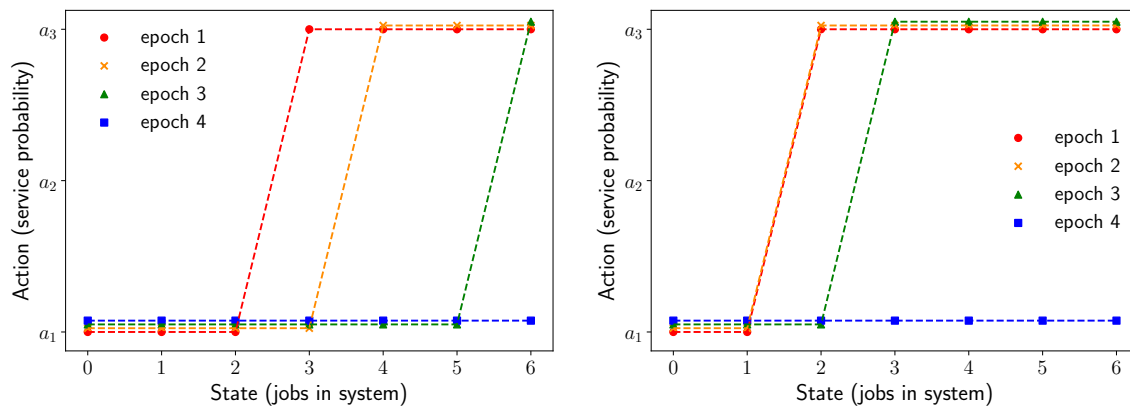 Action (service probability)
a3
a2
a1
epoch 1
epoch 2
epoch 3
epoch 4
0 1 2 3 4 5 6
State (jobs in system)
Action (service probability)
a3
a2
a1
epoch 1
epoch 2
epoch 3
epoch 4
0 1 2 3 4 5 6
State (jobs in system)